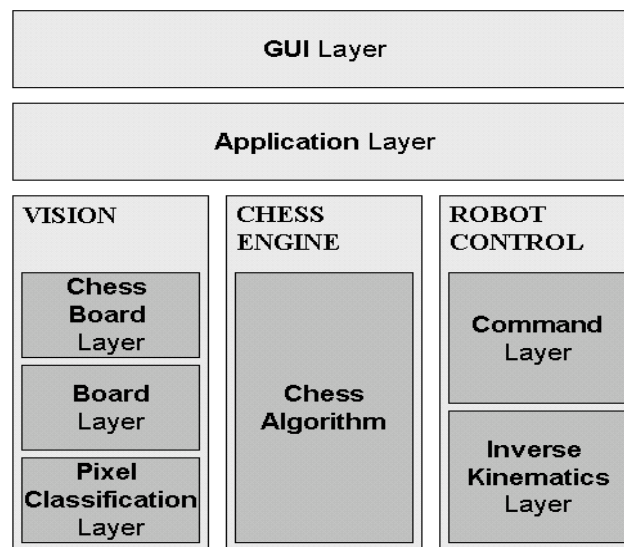 GUI Layer
Application Layer
VISION
Chess
Board
Layer
Board
Layer
Pixel
Classification
Layer
CHESS
ENGINE
Chess
Algorithm
ROBOT
CONTROL
Command
Layer
Inverse
Kinematics
Layer